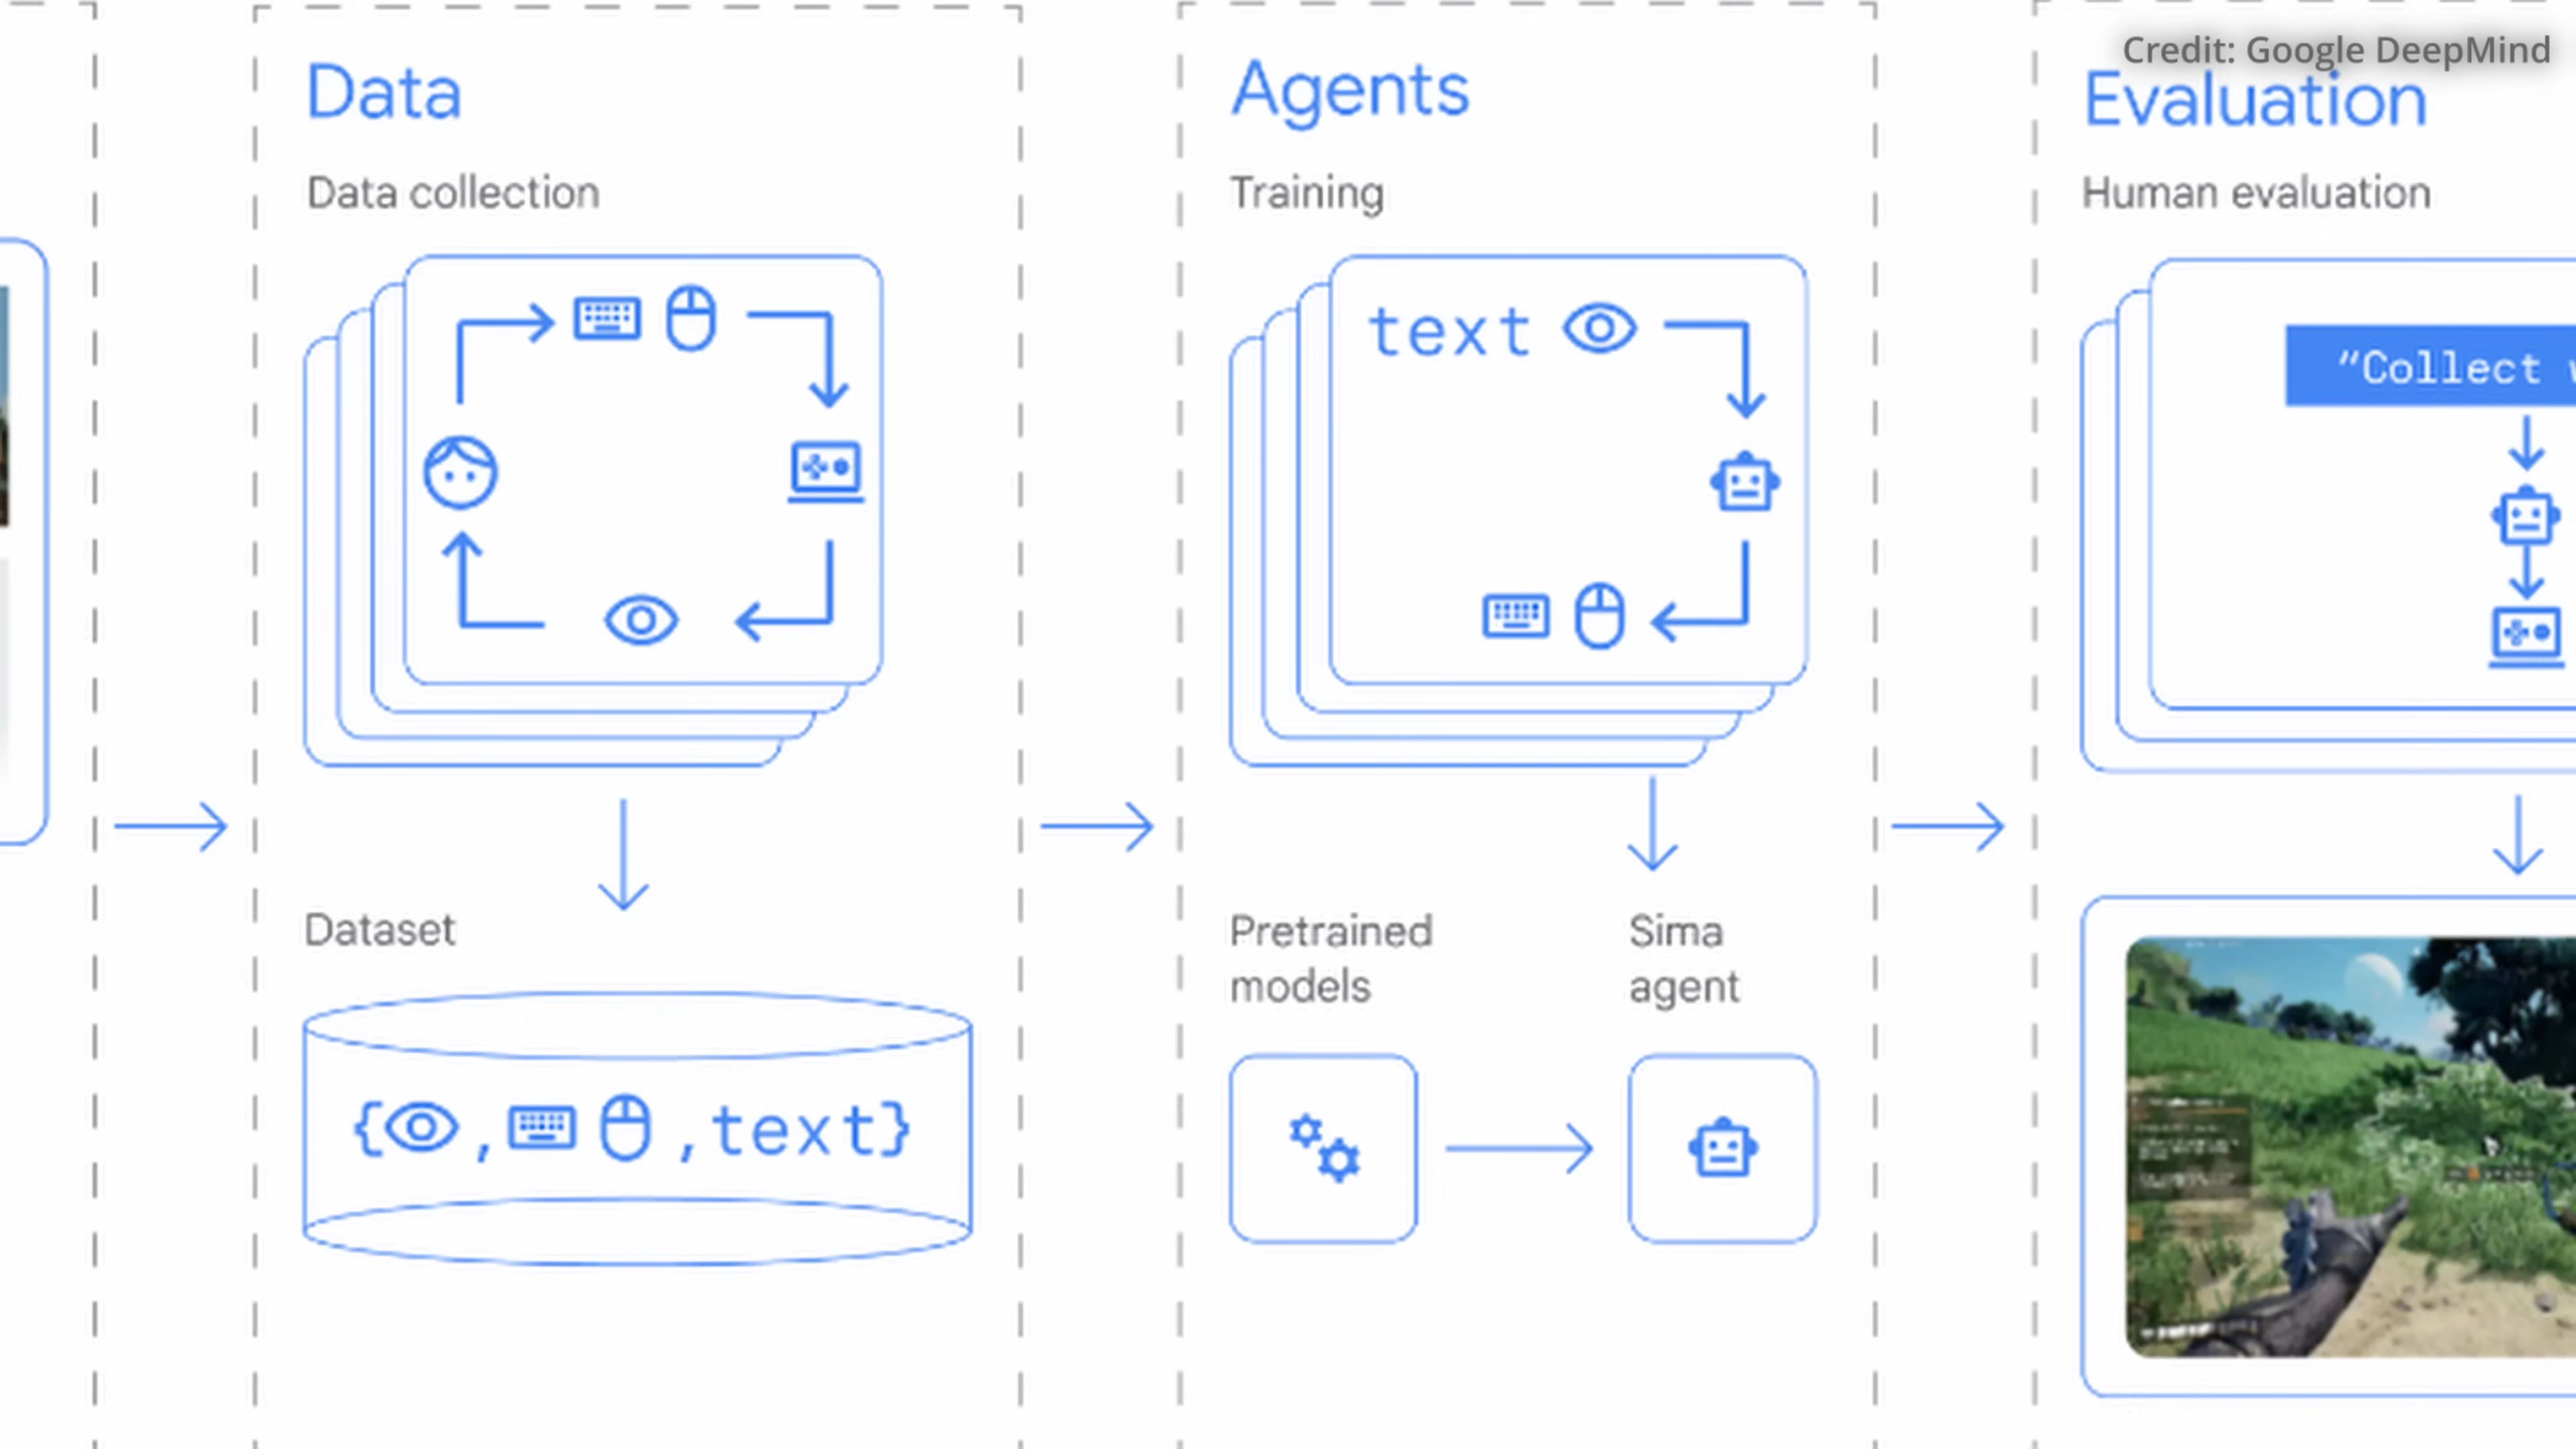 Credit: Google DeepMind
Data
Data collection
Dataset
{ , ,text}
Agents
Training
text
Pretrained
models
Sima
agent
Evaluation
Human evaluation
“Collect